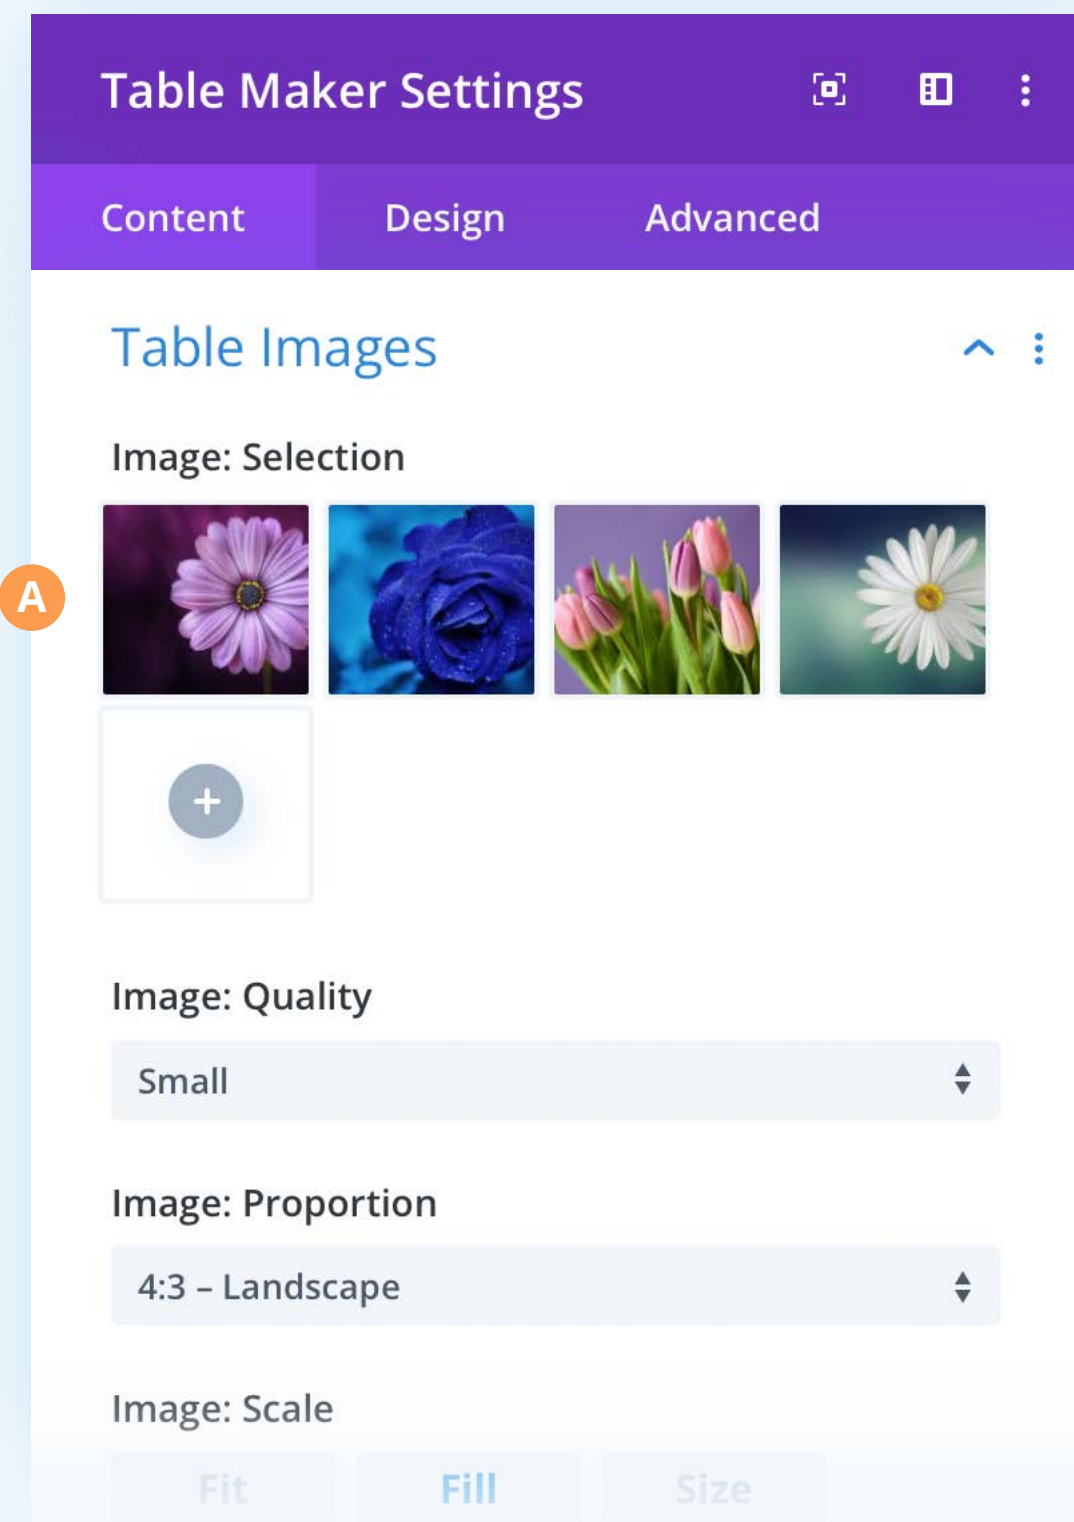 Table Maker Settings
Content Design Advanced
Table Images
Image: Selection
A
Image: Quality
Small
Image: Proportion
4:3 – Landscape
Image: Scale
Fit Fill Size